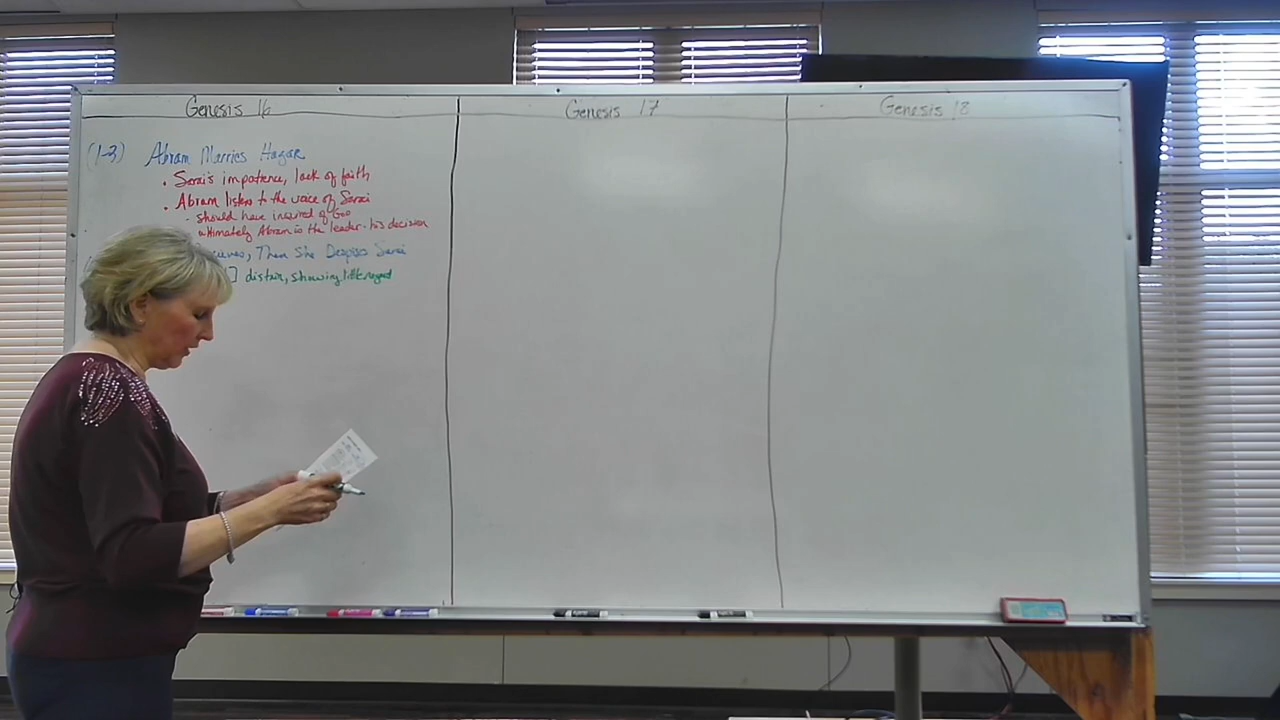 Genesis 16
Genesis 17
Genesis 18
(1-3) Abram Marries Hagar
• Sarai's impatience, lack of faith
• Abram listens to the voice of Sarai
- should have inquired of God
ultimately Abram is the leader - his decision
Then She Despises Sarai
] distain, showing little regard